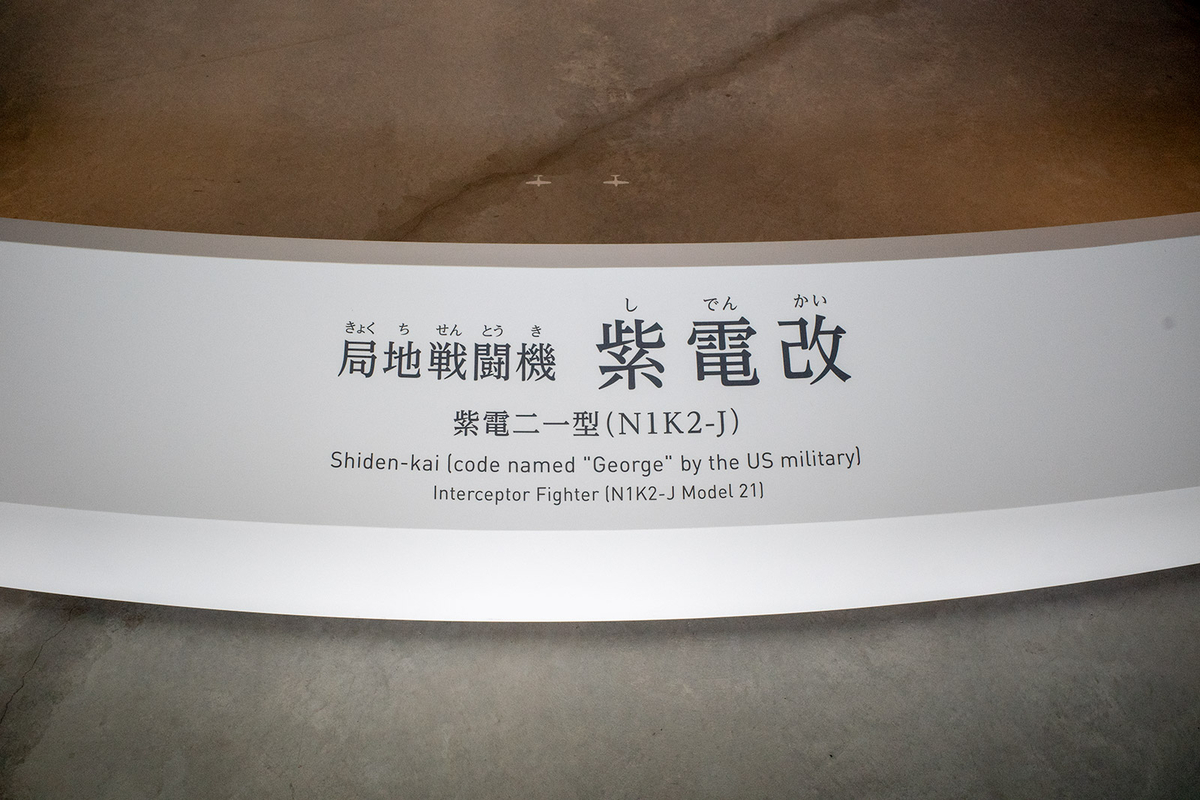 きょく ち せん とう き し でん かい
局地戦闘機 紫電改
紫電二一型(N1K2-J)
Shiden-kai (code named "George" by the US military)
Interceptor Fighter (N1K2-J Model 21)